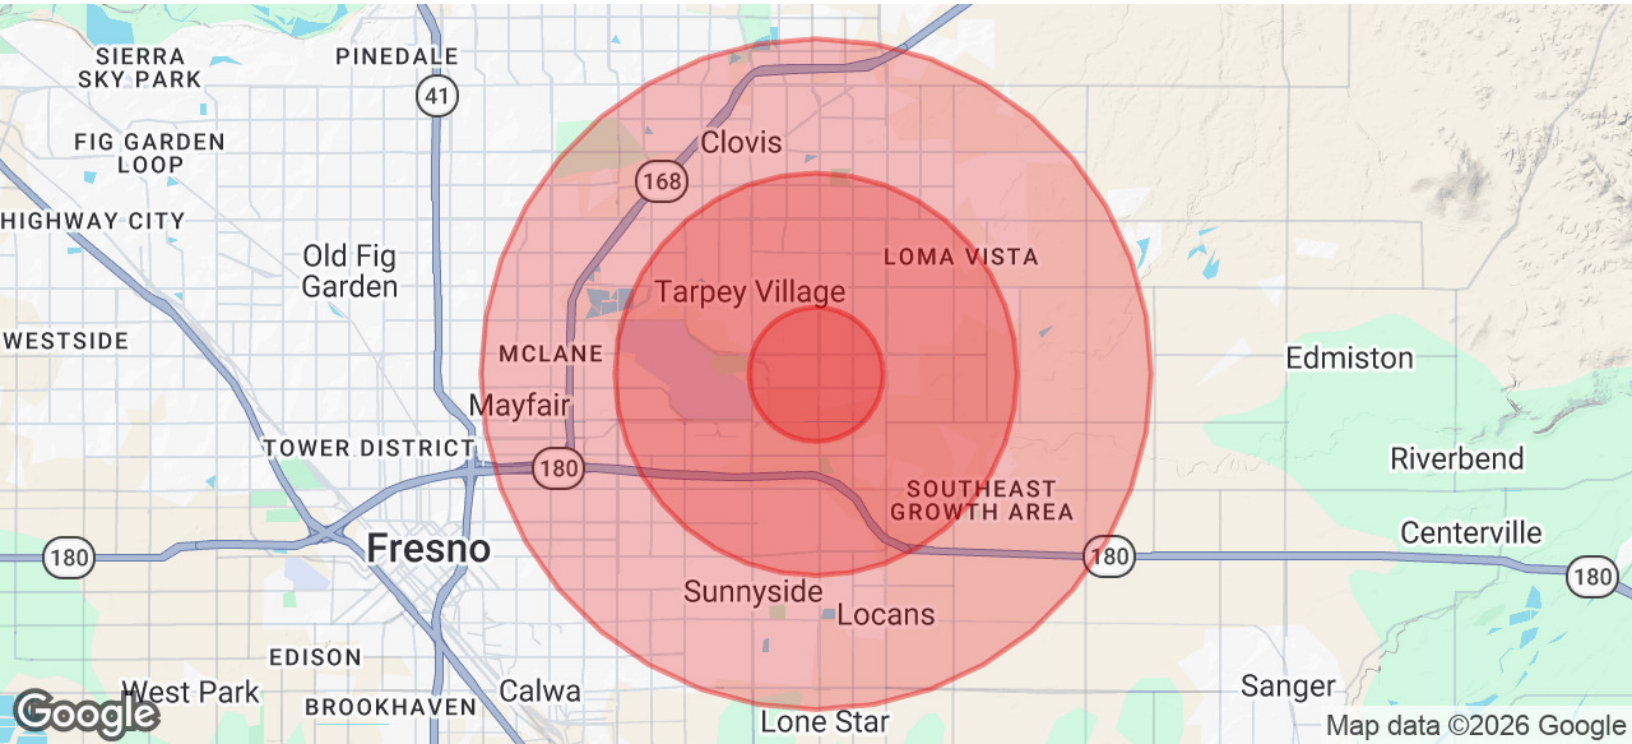 SIERRA
SKY PARK
PINEDALE
41
FIG GARDEN
LOOP
Clovis
168
HIGHWAY CITY
Old Fig
Garden
LOMA VISTA
Tarpey Village
WESTSIDE
MCLANE
Edmiston
Mayfair
TOWER DISTRICT
180
Riverbend
SOUTHEAST
GROWTH AREA
Centerville
Fresno
180
180
180
Sunnyside
Locans
EDISON
West Park
BROOKHAVEN
Calwa
Sanger
Lone Star
Google
Map data ©2026 Google